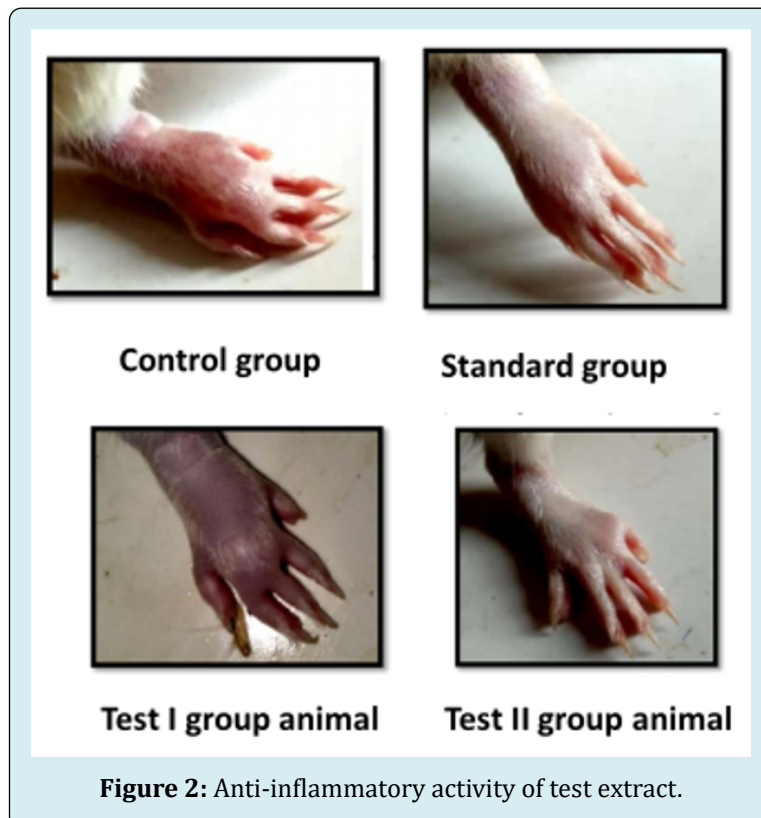 Control group
Standard group
Test I group animal
Test II group animal
Figure 2: Anti-inflammatory activity of test extract.